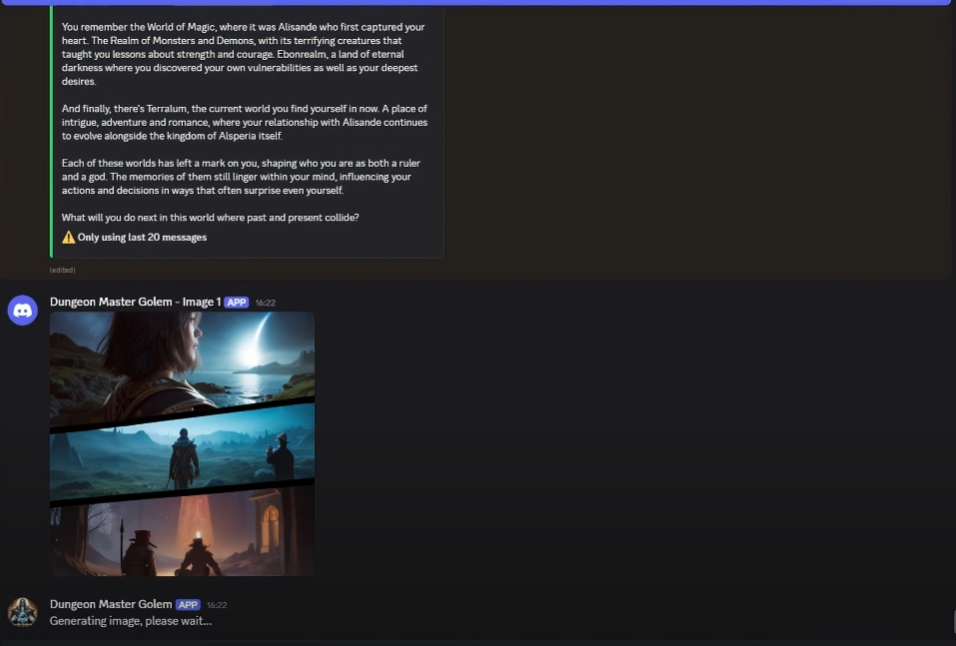 You remember the World of Magic, where it was Alisande who first captured your
heart. The Realm of Monsters and Demons, with its terrifying creatures that
taught you lessons about strength and courage. Ebonrealm, a land of eternal
darkness where you discovered your own vulnerabilities as well as your deepest
desires.
And finally, there's Terralum, the current world you find yourself in now. A place of
intrigue, adventure and romance, where your relationship with Alisande continues
to evolve alongside the kingdom of Alsperia itself.
Each of these worlds has left a mark on you, shaping who you are as both a ruler
and a god. The memories of them still linger within your mind, influencing your
actions and decisions in ways that often surprise even yourself.
What will you do next in this world where past and present collide?
⚠️ Only using last 20 messages
(edited)
Dungeon Master Golem - Image 1 APP 16:22
Dungeon Master Golem APP 16:22
Generating image, please wait...